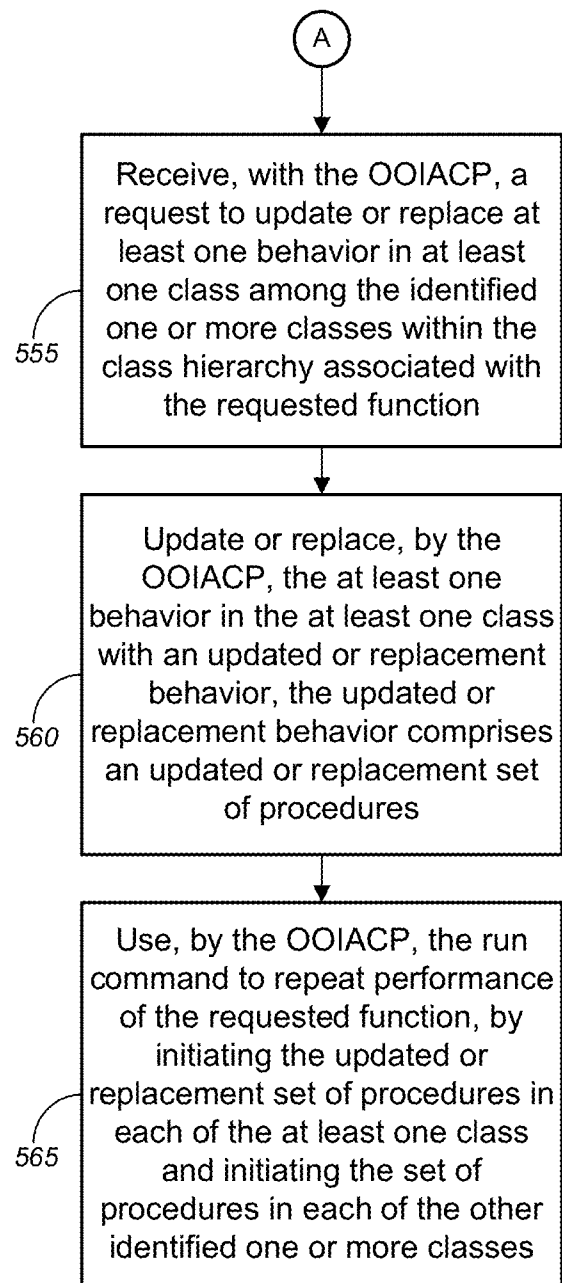 A
Receive, with the OOIACP, a
request to update or replace at
least one behavior in at least
one class among the identified
one or more classes within the
class hierarchy associated with
the requested function
555
Update or replace, by the
OOIACP, the at least one
behavior in the at least one class
with an updated or replacement
behavior, the updated or
replacement behavior comprises
an updated or replacement set
of procedures
560
Use, by the OOIACP, the run
command to repeat performance
of the requested function, by
initiating the updated or
replacement set of procedures in
each of the at least one class
and initiating the set of
procedures in each of the other
identified one or more classes
565